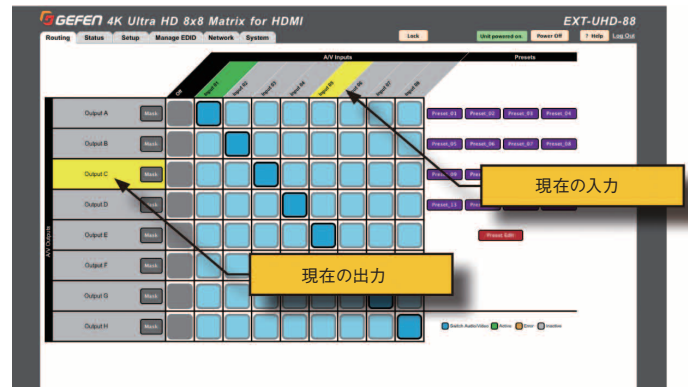 GEFEN 4K Ultra HD 8x8 Matrix for HDMI
EXT-UHD-88
Routing Status Setup Manage EDID Network System
Lock
Unit powered on
Power Off
? Help
Log Out
A/V Inputs
Presets
Off
Input 01
Input 02
Input 03
Input 04
Input 05
Input 06
Input 07
Input 08
A/V Outputs
Output A Mask
Preset_01 Preset_02 Preset_03 Preset_04
Output B Mask
Preset_05 Preset_06 Preset_07 Preset_08
Output C Mask
Preset_09
現在の入力
Output D Mask
Preset_13
Output E Mask
Preset Edit
Output F Mask
現在の出力
Output G Mask
Output H Mask
Switch Audio/Video Active Error Inactive